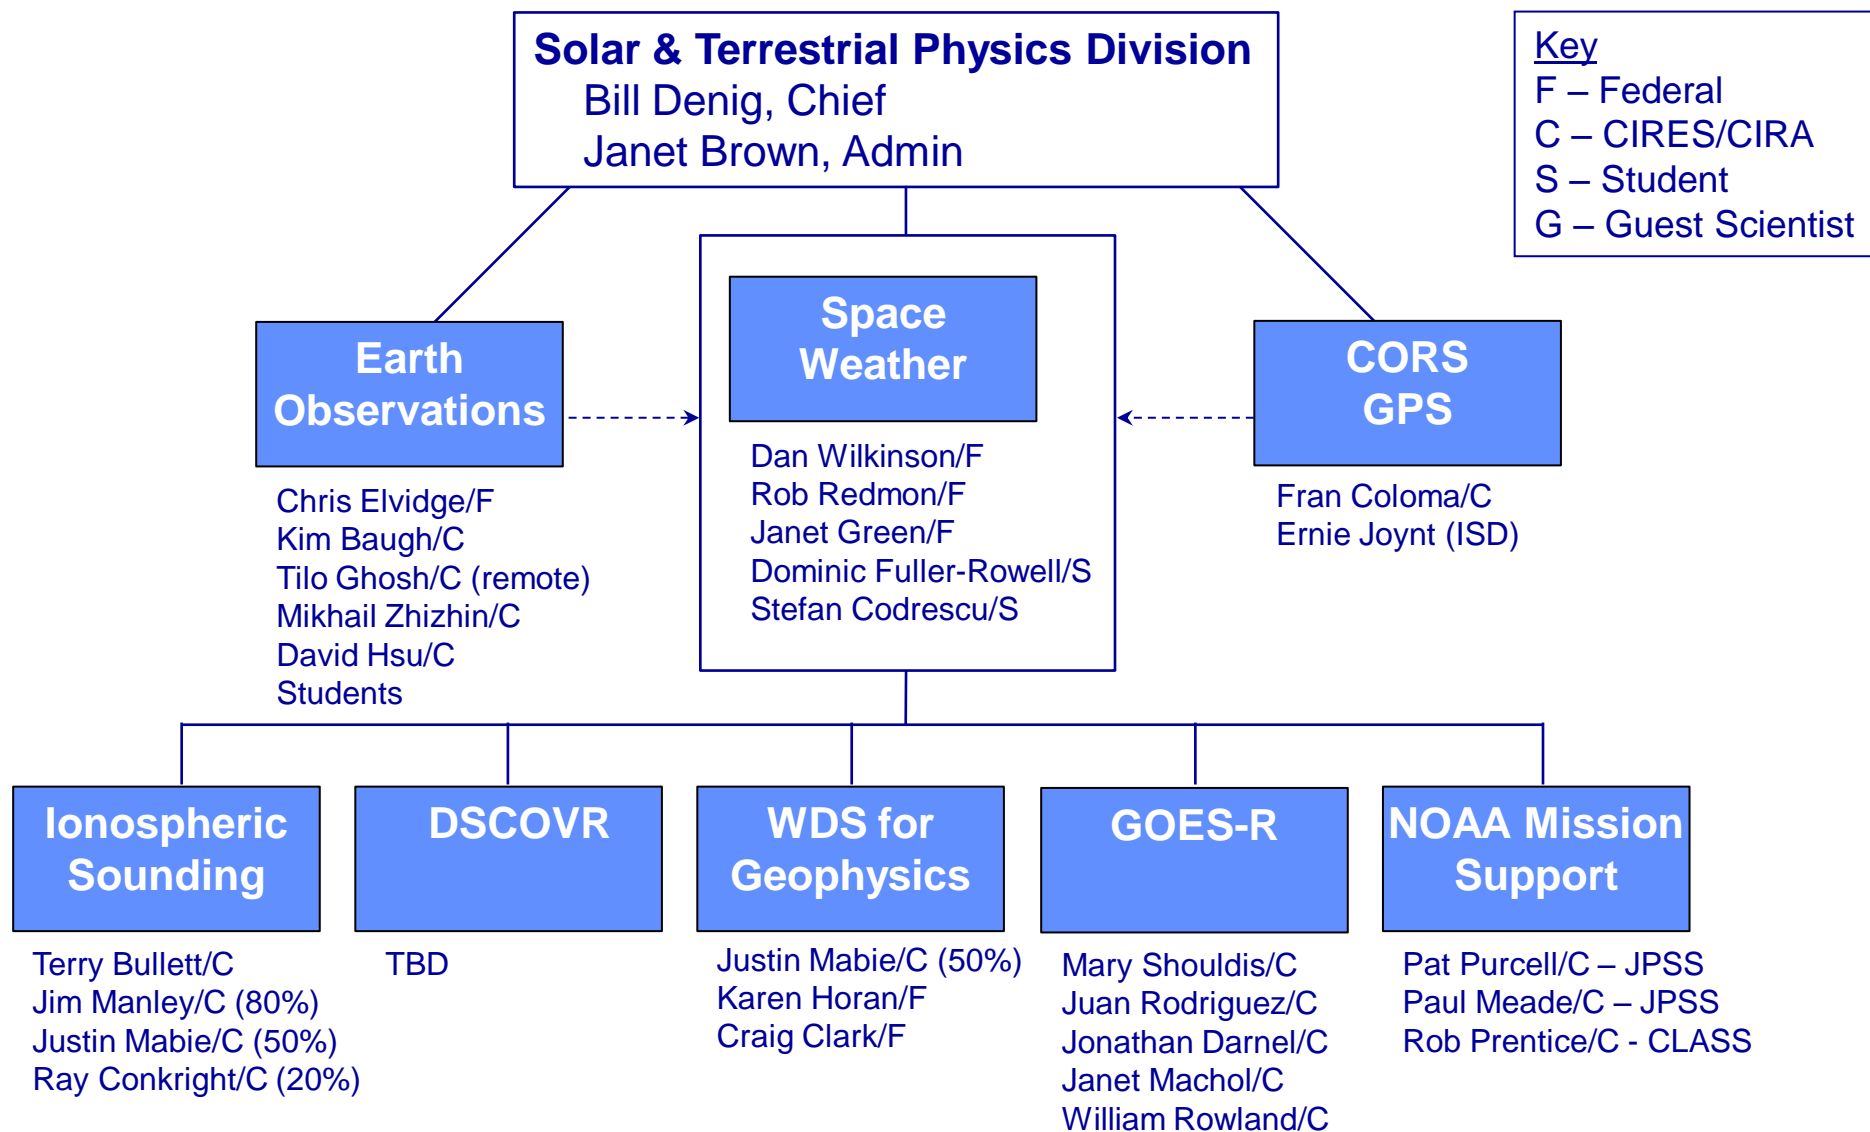 Solar & Terrestrial Physics Division
Bill Denig, Chief
Janet Brown, Admin
Key
F – Federal
C – CIRES/CIRA
S – Student
G – Guest Scientist
Earth
Observations
Chris Elvidge/F
Kim Baugh/C
Tilo Ghosh/C (remote)
Mikhail Zhizhin/C
David Hsu/C
Students
Space
Weather
Dan Wilkinson/F
Rob Redmon/F
Janet Green/F
Dominic Fuller-Rowell/S
Stefan Codrescu/S
CORS
GPS
Fran Coloma/C
Ernie Joynt (ISD)
Ionospheric
Sounding
Terry Bullett/C
Jim Manley/C (80%)
Justin Mabie/C (50%)
Ray Conkright/C (20%)
DSCOVR
TBD
WDS for
Geophysics
Justin Mabie/C (50%)
Karen Horan/F
Craig Clark/F
GOES-R
Mary Shouldis/C
Juan Rodriguez/C
Jonathan Darnel/C
Janet Machol/C
William Rowland/C
NOAA Mission
Support
Pat Purcell/C – JPSS
Paul Meade/C – JPSS
Rob Prentice/C - CLASS